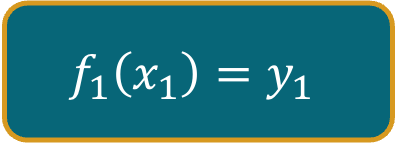 f₁(x₁) = y₁